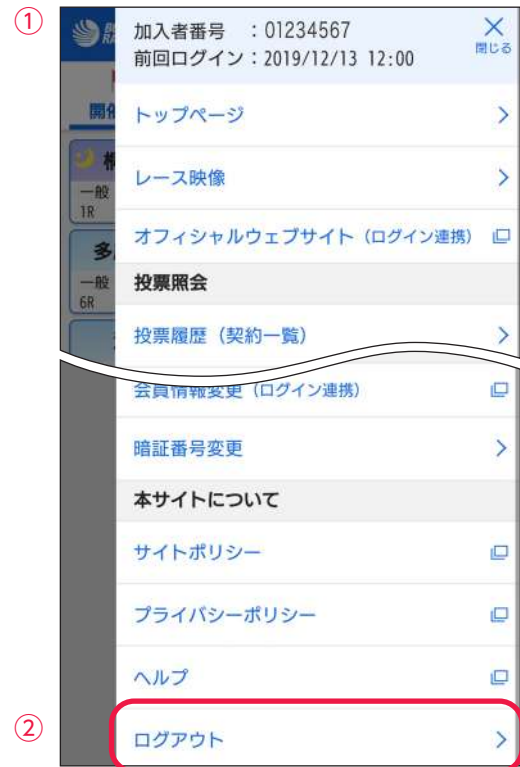 ①
加入者番号 : 01234567
前回ログイン : 2019/12/13 12:00
閉じる
開催
トップページ
一般
1R
レース映像
オフィシャルウェブサイト (ログイン連携)
多
一般
6R
投票照会
投票履歴 (契約一覧)
会員情報変更 (ログイン連携)
暗証番号変更
本サイトについて
サイトポリシー
プライバシーポリシー
ヘルプ
②
ログアウト